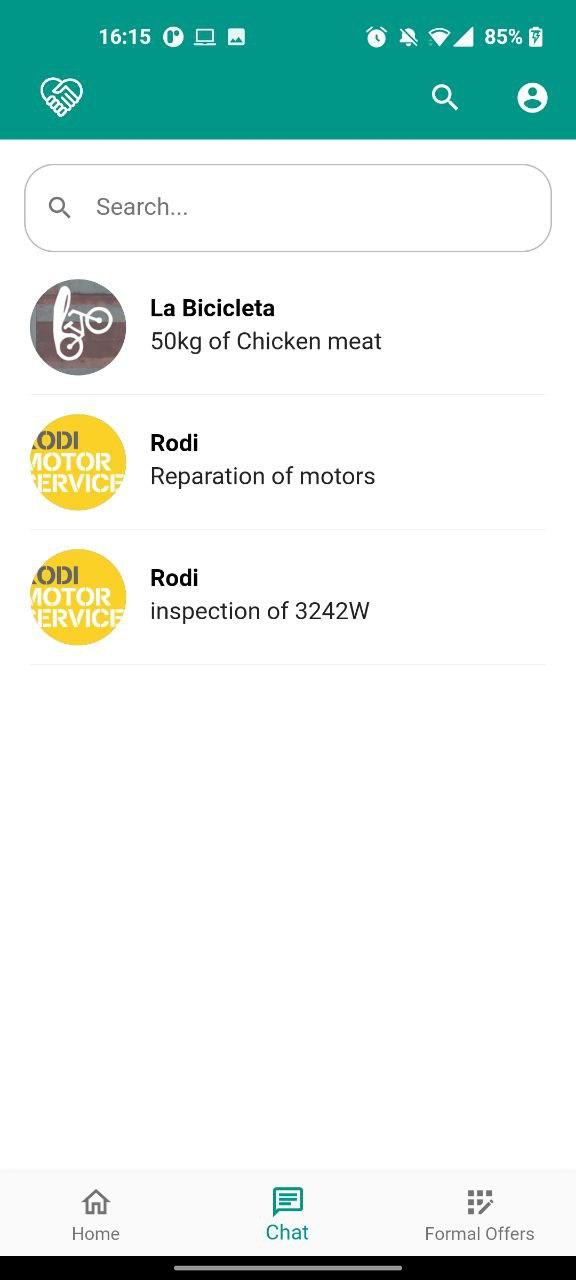 16:15
85%
Search...
La Bicicleta
50kg of Chicken meat
RODI
MOTOR
SERVICE
Rodi
Reparation of motors
RODI
MOTOR
SERVICE
Rodi
inspection of 3242W
Home
Chat
Formal Offers